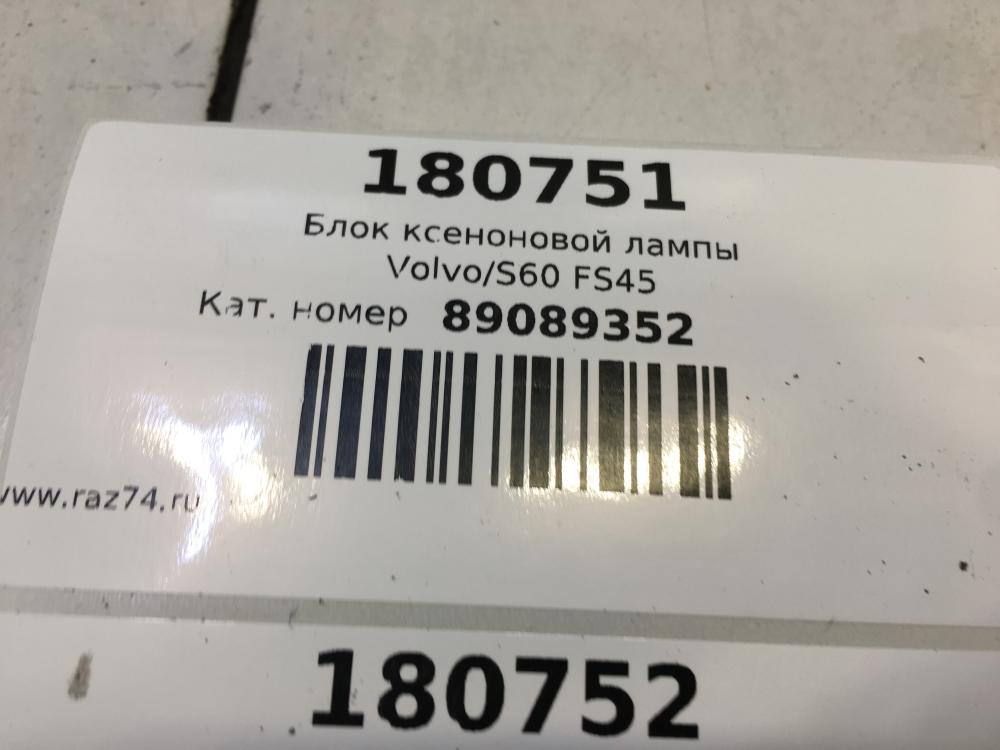 180751
Блок ксеноновой лампы
Volvo/S60 FS45
Кат. номер 89089352
www.raz74.ru
180752